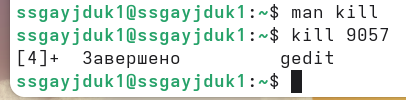 ssgayjduk1@ssgayjduk1:~$ man kill
ssgayjduk1@ssgayjduk1:~$ kill 9057
[4]+  Завершено         gedit
ssgayjduk1@ssgayjduk1:~$